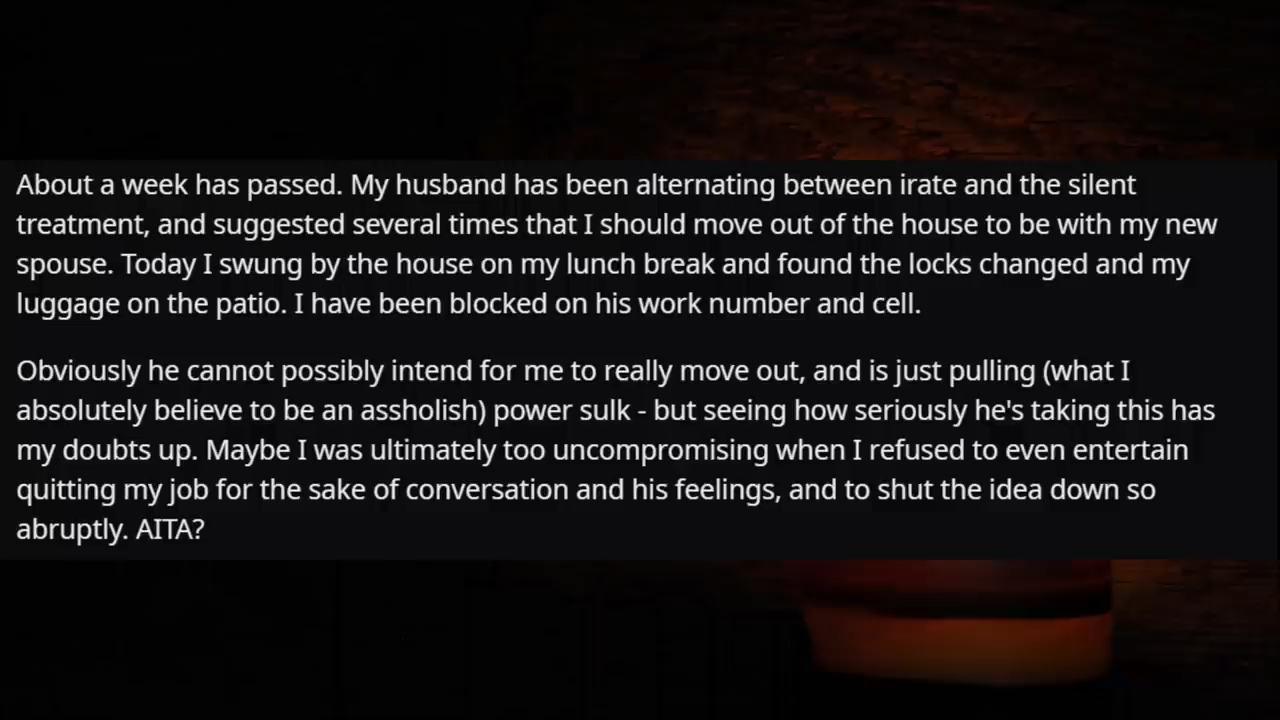 About a week has passed. My husband has been alternating between irate and the silent
treatment, and suggested several times that I should move out of the house to be with my new
spouse. Today I swung by the house on my lunch break and found the locks changed and my
luggage on the patio. I have been blocked on his work number and cell.
Obviously he cannot possibly intend for me to really move out, and is just pulling (what I
absolutely believe to be an assholish) power sulk - but seeing how seriously he's taking this has
my doubts up. Maybe I was ultimately too uncompromising when I refused to even entertain
quitting my job for the sake of conversation and his feelings, and to shut the idea down so
abruptly. AITA?